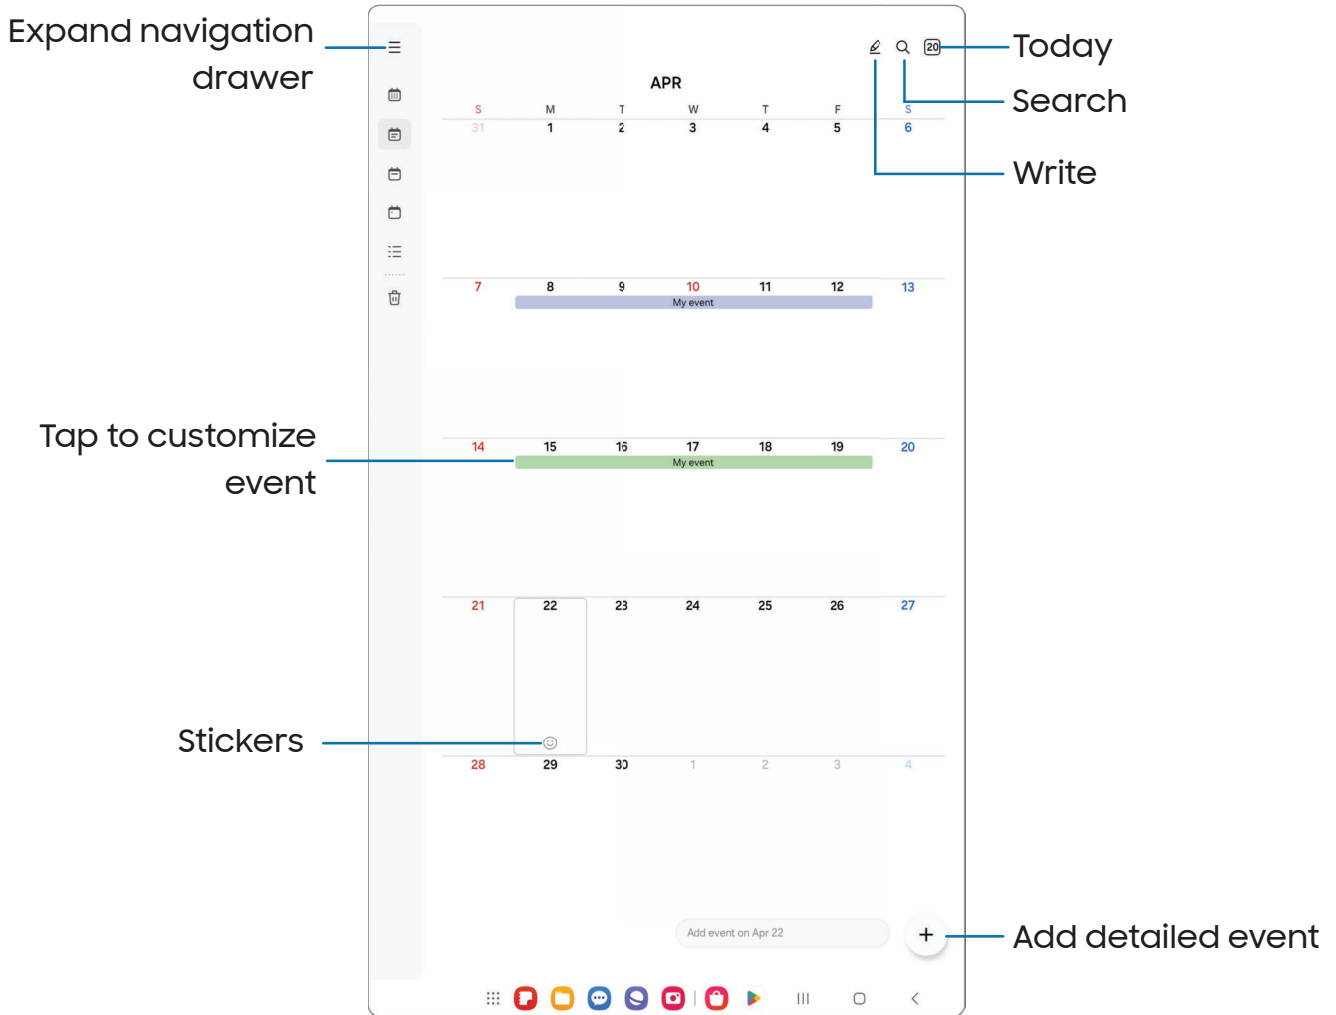 Expand navigation
drawer
20
Today
Search
Write
APR
S M T W T F S
31 1 2 3 4 5 6
7 8 9 10 11 12 13
My event
Tap to customize
event
14 15 16 17 18 19 20
My event
21 22 23 24 25 26 27
Stickers
28 29 30 1 2 3 4
Add event on Apr 22
Add detailed event